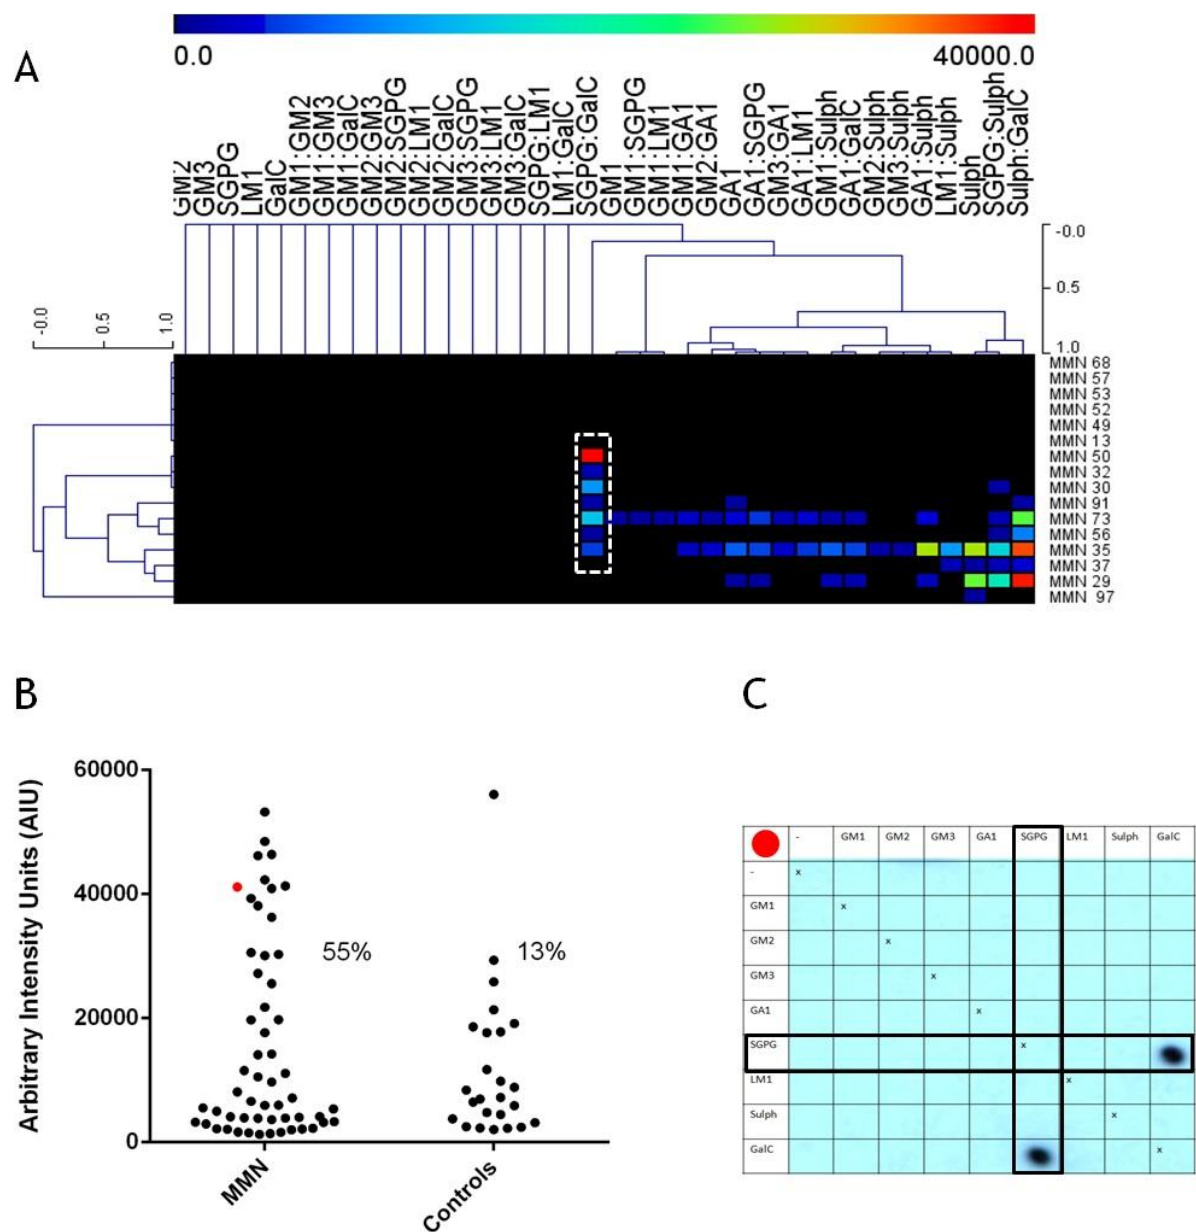 A
0.0 40000.0
GM2
GM3
SGPG
LM1
GalC
GM1:GM2
GM1:GM3
GM1:GalC
GM2:GM3
GM2:SGPG
GM2:LM1
GM2:GalC
GM3:SGPG
GM3:LM1
GM3:GalC
SGPG:LM1
LM1:GalC
SGPG:GalC
GM1
GM1:SGPG
GM1:LM1
GM1:GA1
GM2:GA1
GA1
GA1:SGPG
GM3:GA1
GA1:LM1
GM1:Sulph
GA1:GalC
GM2:Sulph
GM3:Sulph
GA1:Sulph
LM1:Sulph
Sulph
SGPG:Sulph
Sulph:GalC
-0.0
0.5
1.0
-0.0
0.5
1.0
MMN 68
MMN 57
MMN 53
MMN 52
MMN 49
MMN 13
MMN 50
MMN 32
MMN 30
MMN 91
MMN 73
MMN 56
MMN 35
MMN 37
MMN 29
MMN 97
B
Arbitrary Intensity Units (AIU)
60000
40000
20000
0
55%
13%
MMN
Controls
C
- GM1 GM2 GM3 GA1 SGPG LM1 Sulph GalC
- x
GM1 x
GM2 x
GM3 x
GA1 x
SGPG x
LM1 x
Sulph x
GalC x